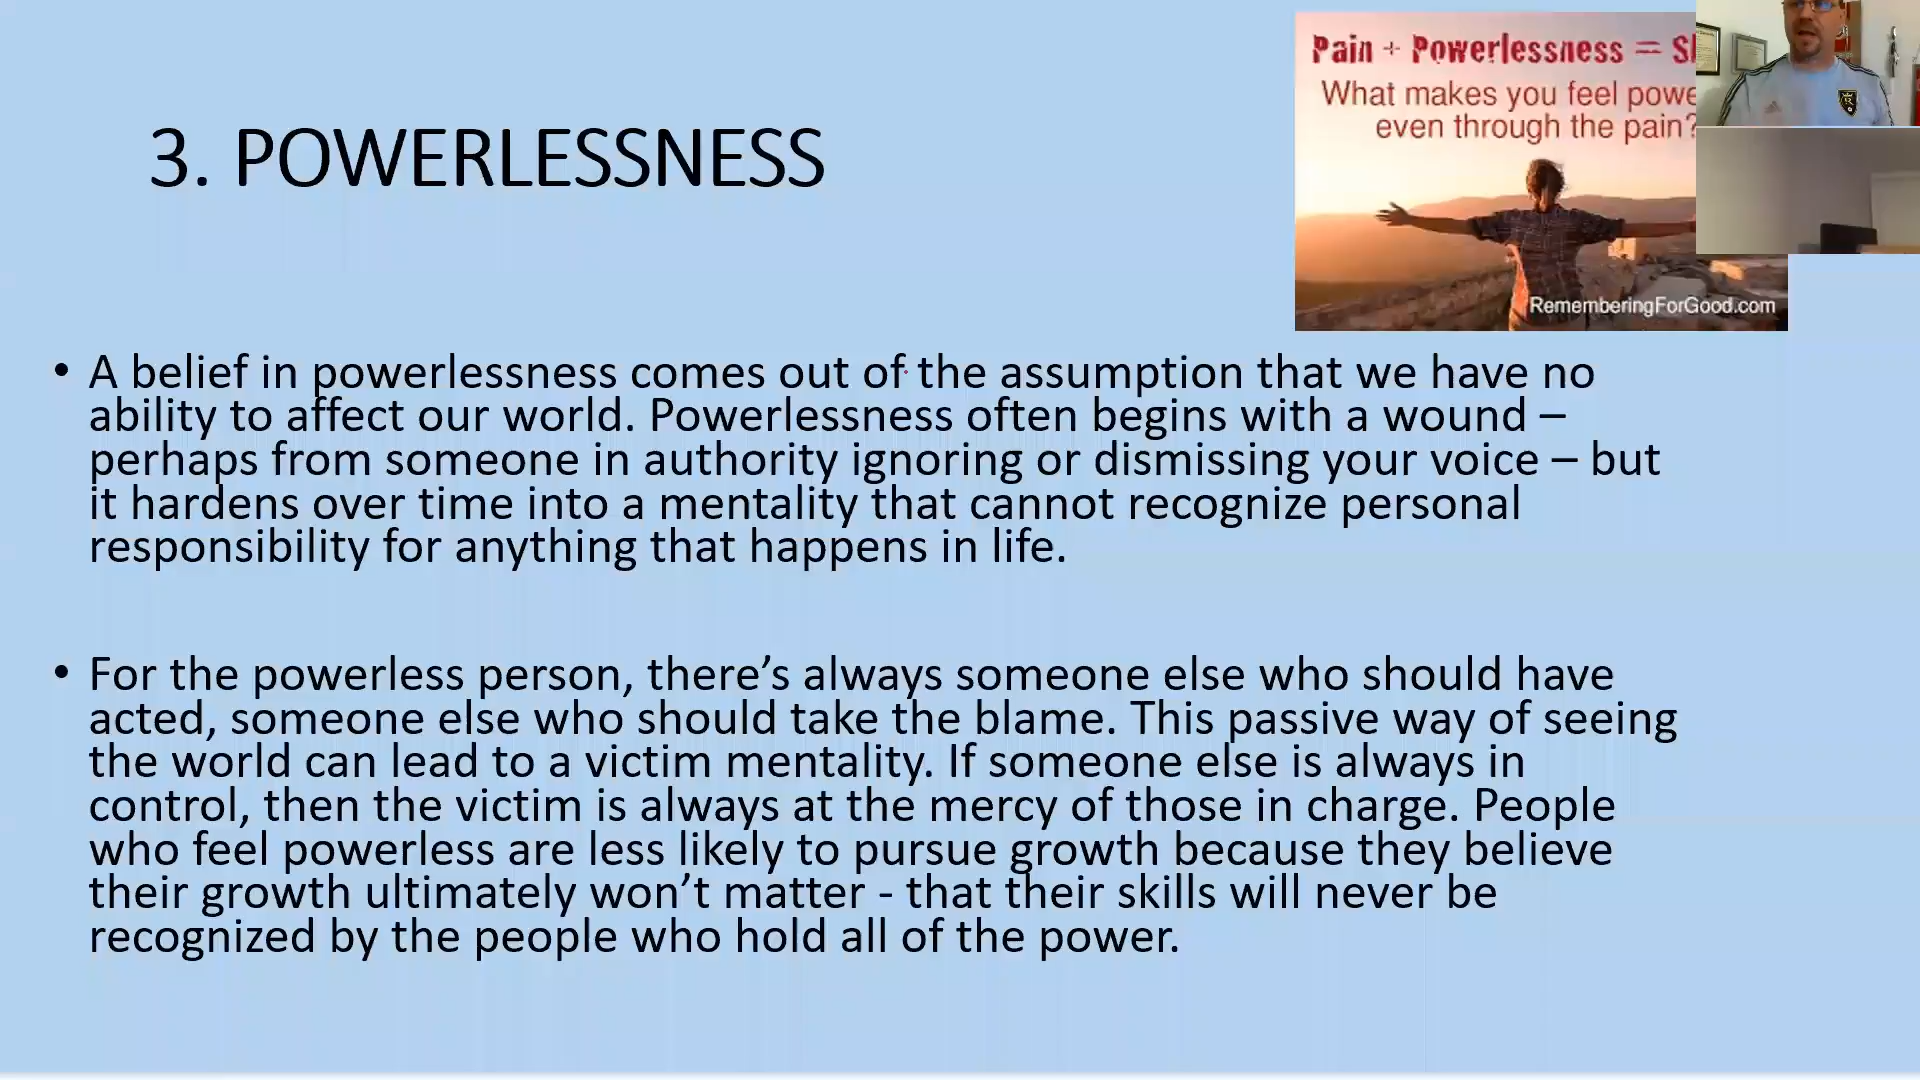 Pain + Powerlessness =
What makes you feel
even through the pain?
3. POWERLESSNESS
RememberingForGood.com
• A belief in powerlessness comes out of the assumption that we have no
ability to affect our world. Powerlessness often begins with a wound –
perhaps from someone in authority ignoring or dismissing your voice – but
it hardens over time into a mentality that cannot recognize personal
responsibility for anything that happens in life.
• For the powerless person, there’s always someone else who should have
acted, someone else who should take the blame. This passive way of seeing
the world can lead to a victim mentality. If someone else is always in
control, then the victim is always at the mercy of those in charge. People
who feel powerless are less likely to pursue growth because they believe
their growth ultimately won’t matter - that their skills will never be
recognized by the people who hold all of the power.